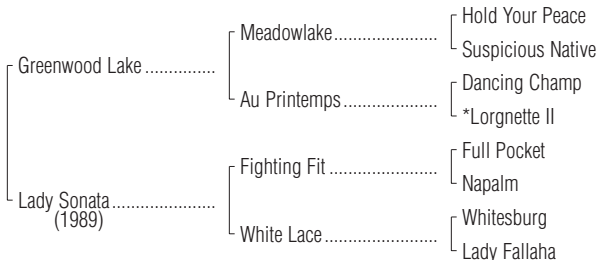 Hold Your Peace
Meadowlake
Suspicious Native
Greenwood Lake
Dancing Champ
Au Printemps
*Lorgnette II
Full Pocket
Fighting Fit
Napalm
Lady Sonata
(1989)
Whitesburg
White Lace
Lady Fallaha